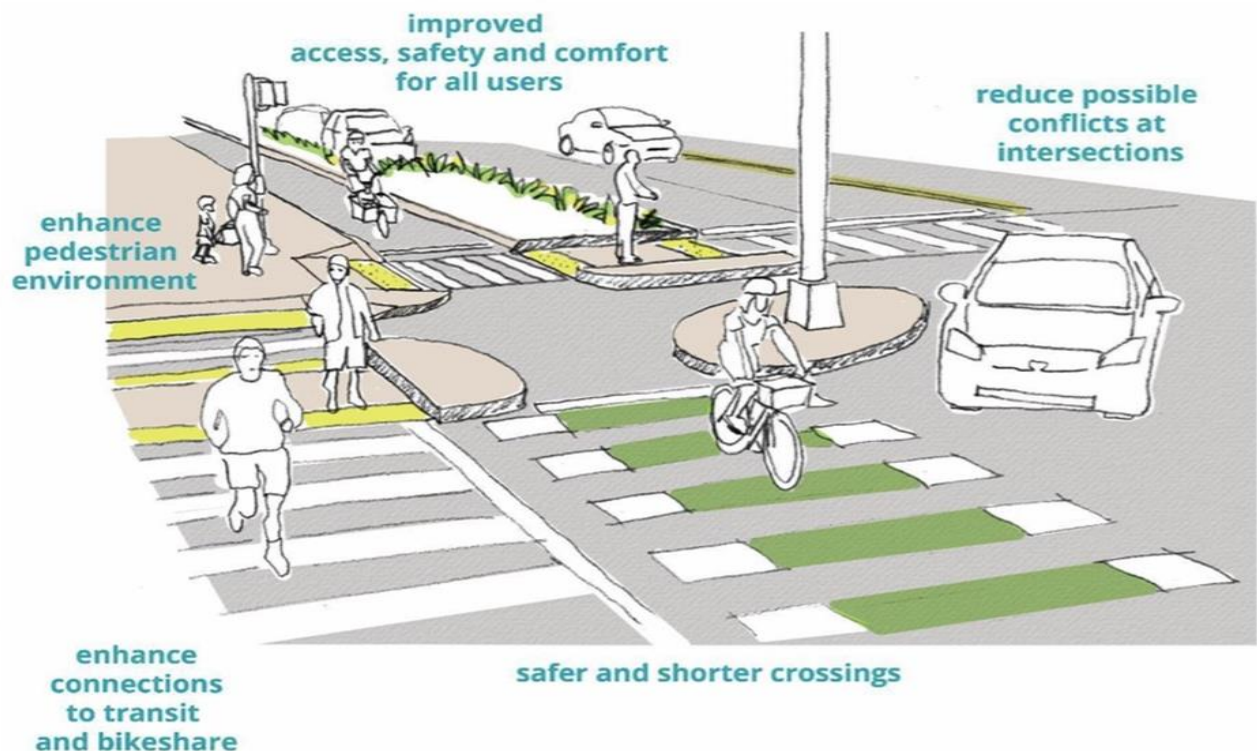 improved
access, safety and comfort
for all users
reduce possible
conflicts at
intersections
enhance
pedestrian
environment
enhance
connections
to transit
and bikeshare
safer and shorter crossings